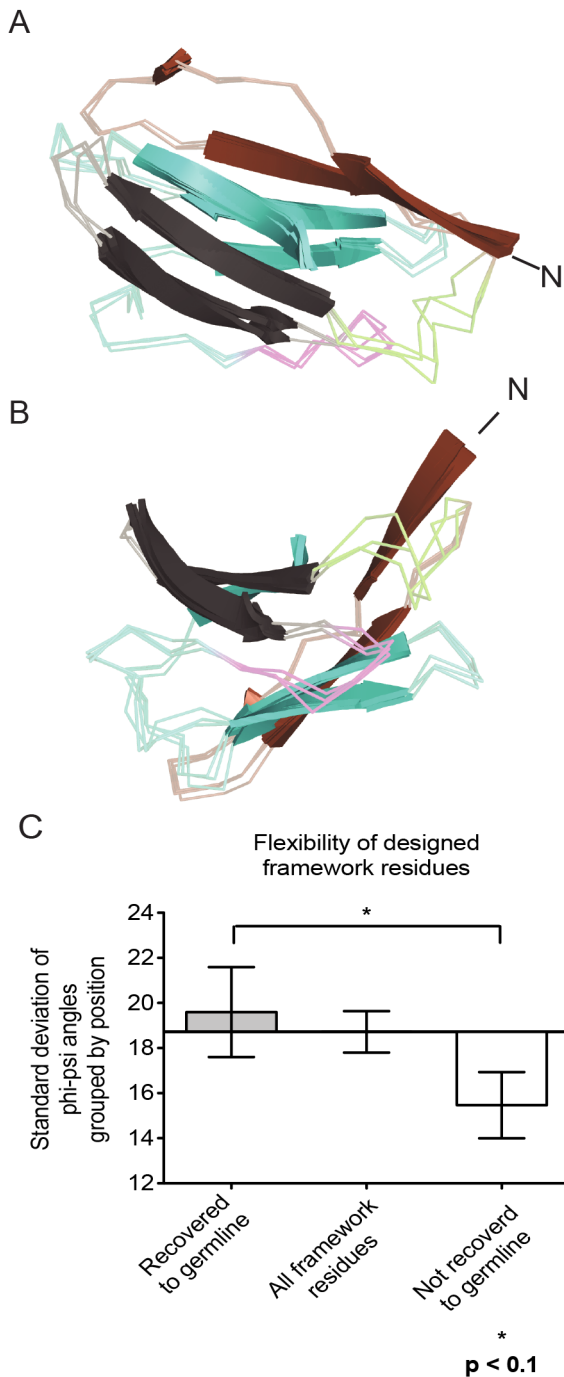 A
N
B
N
C
Flexibility of designed
framework residues
*
Standard deviation of
phi-psi angles
grouped by position
24
22
20
18
16
14
12
Recovered
to germline
All framework
residues
Not recoverd
to germline
*
p < 0.1